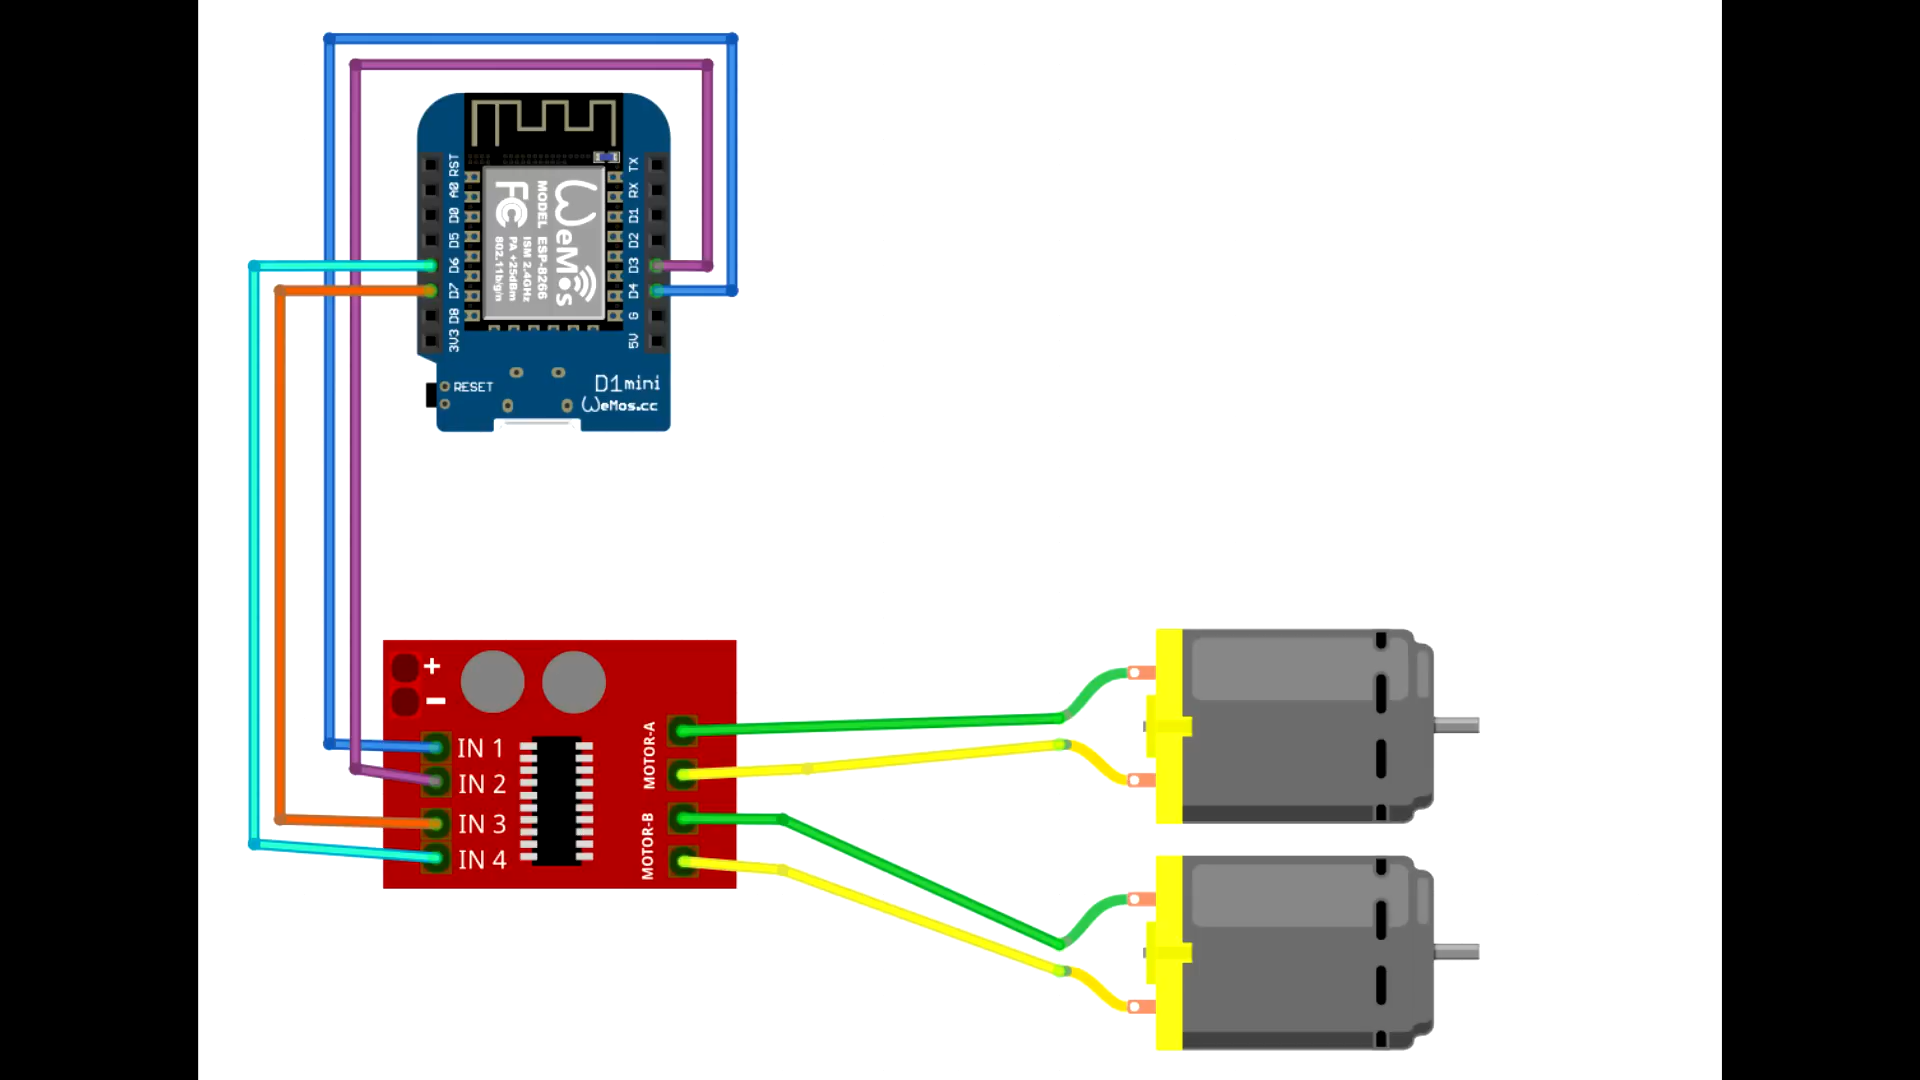 RST
A0
D0
D5
D6
D7
D8
3V3
TX
RX
D1
D2
D3
D4
G
5V
WeMos
MODEL ESP-8266
ISM 2.4GHz
PA +25dBm
802.11b/g/n
FC
RESET
D1 mini
WeMos.cc
+
−
IN 1
IN 2
IN 3
IN 4
MOTOR-A
MOTOR-B